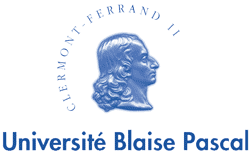 CLERMONT-FERRAND II
Université Blaise Pascal